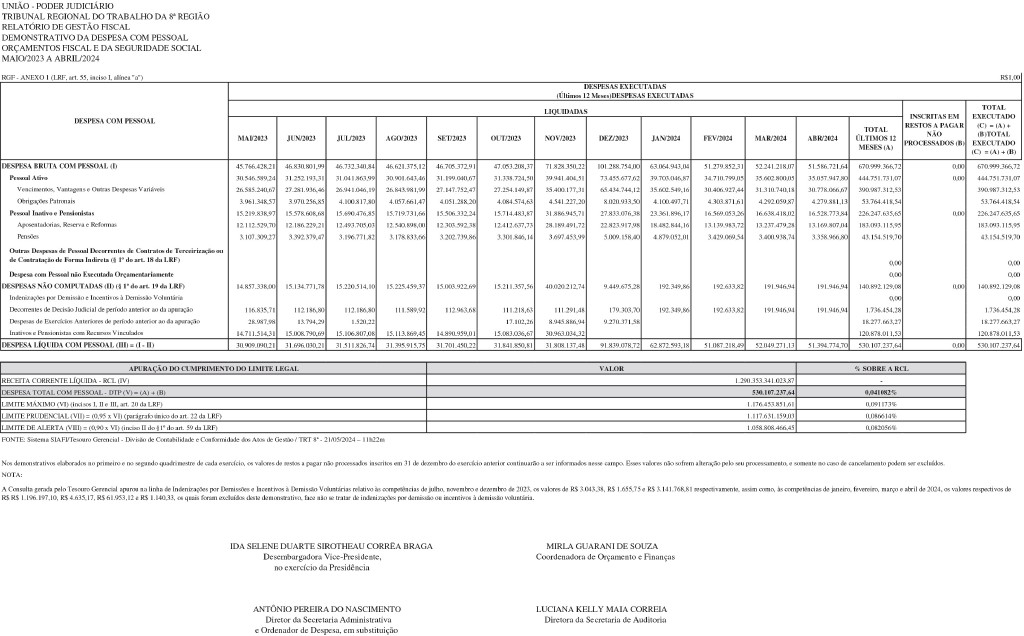 UNIÃO - PODER JUDICIÁRIO
TRIBUNAL REGIONAL DO TRABALHO DA 8ª REGIÃO
RELATÓRIO DE GESTÃO FISCAL
DEMONSTRATIVO DA DESPESA COM PESSOAL
ORÇAMENTOS FISCAL E DA SEGURIDADE SOCIAL
MAIO/2023 A ABRIL/2024
RGF - ANEXO 1 (LRF, art. 55, inciso I, alínea "a") R$1,00
DESPESA COM PESSOAL
DESPESAS EXECUTADAS
(Últimos 12 Meses)DESPESAS EXECUTADAS
LIQUIDADAS
MAI/2023 JUN/2023 JUL/2023 AGO/2023 SET/2023 OUT/2023 NOV/2023 DEZ/2023 JAN/2024 FEV/2024 MAR/2024 ABR/2024 TOTAL ÚLTIMOS 12 MESES (A) INSCRITAS EM RESTOS A PAGAR NÃO PROCESSADOS (B) TOTAL EXECUTADO (C) = (A) + (B)TOTAL EXECUTADO (C) = (A) + (B)
DESPESA BRUTA COM PESSOAL (I) 45.766.428,21 46.830.801,99 46.732.340,84 46.621.375,12 46.705.372,91 47.053.208,37 71.828.350,22 101.288.754,00 63.064.943,04 51.279.852,31 52.241.218,07 51.586.721,64 670.999.366,72 0,00 670.999.366,72
Pessoal Ativo 30.546.589,24 31.252.193,31 31.041.863,99 30.901.643,46 31.199.040,67 31.338.724,50 39.941.404,51 73.455.677,62 39.703.046,87 34.710.799,05 35.602.800,05 35.057.947,80 444.751.731,07 0,00 444.751.731,07
Vencimentos, Vantagens e Outras Despesas Variáveis 26.585.240,67 27.281.936,46 26.941.046,19 26.843.981,99 27.147.752,47 27.254.149,87 35.400.177,31 65.434.744,12 35.602.549,16 30.406.927,44 31.310.740,18 30.778.066,67 390.987.312,53 390.987.312,53
Obrigações Patronais 3.961.348,57 3.970.256,85 4.100.817,80 4.057.661,47 4.051.288,20 4.084.574,63 4.541.227,20 8.020.933,50 4.100.497,71 4.303.871,61 4.292.059,87 4.279.881,13 53.764.418,54 53.764.418,54
Pessoal Inativo e Pensionistas 15.219.838,97 15.578.608,68 15.690.476,85 15.719.731,66 15.506.332,24 15.714.483,87 31.886.945,71 27.833.076,38 23.361.896,17 16.569.053,26 16.638.418,02 16.528.773,84 226.247.635,65 0,00 226.247.635,65
Aposentadorias, Reserva e Reformas 12.112.529,70 12.186.229,21 12.493.705,03 12.540.898,00 12.303.592,38 12.412.637,73 28.189.491,72 22.823.917,98 18.482.844,16 13.139.983,72 13.237.479,28 13.169.807,04 183.093.115,95 183.093.115,95
Pensões 3.107.309,27 3.392.379,47 3.196.771,82 3.178.833,66 3.202.739,86 3.301.846,14 3.697.453,99 5.009.158,40 4.879.052,01 3.429.069,54 3.400.938,74 3.358.966,80 43.154.519,70 43.154.519,70
Outras Despesas de Pessoal Decorrentes de Contratos de Terceirização ou
de Contratação de Forma Indireta (§ 1º do art. 18 da LRF) 0,00 0,00
Despesa com Pessoal não Executada Orçamentariamente 0,00 0,00
DESPESAS NÃO COMPUTADAS (II) (§ 1º do art. 19 da LRF) 14.857.338,00 15.134.771,78 15.220.514,10 15.225.459,37 15.003.922,69 15.211.357,56 40.020.212,74 9.449.675,28 192.349,86 192.633,82 191.946,94 191.946,94 140.892.129,08 0,00 140.892.129,08
Indenizações por Demissão e Incentivos à Demissão Voluntária 0,00 0,00
Decorrentes de Decisão Judicial de período anterior ao da apuração 116.835,71 112.186,80 112.186,80 111.589,92 112.963,68 111.218,63 111.291,48 179.303,70 192.349,86 192.633,82 191.946,94 191.946,94 1.736.454,28 1.736.454,28
Despesas de Exercícios Anteriores de período anterior ao da apuração 28.987,98 13.794,29 1.520,22 17.102,26 8.945.886,94 9.270.371,58 18.277.663,27 18.277.663,27
Inativos e Pensionistas com Recursos Vinculados 14.711.514,31 15.008.790,69 15.106.807,08 15.113.869,45 14.890.959,01 15.083.036,67 30.963.034,32 120.878.011,53 120.878.011,53
DESPESA LÍQUIDA COM PESSOAL (III) = (I - II) 30.909.090,21 31.696.030,21 31.511.826,74 31.395.915,75 31.701.450,22 31.841.850,81 31.808.137,48 91.839.078,72 62.872.593,18 51.087.218,49 52.049.271,13 51.394.774,70 530.107.237,64 0,00 530.107.237,64
APURAÇÃO DO CUMPRIMENTO DO LIMITE LEGAL VALOR % SOBRE A RCL
RECEITA CORRENTE LÍQUIDA - RCL (IV) 1.290.353.341.023,87 -
DESPESA TOTAL COM PESSOAL - DTP (V) = (A) + (B) 530.107.237,64 0,041082%
LIMITE MÁXIMO (VI) (incisos I, II e III, art. 20 da LRF) 1.176.453.851,61 0,091173%
LIMITE PRUDENCIAL (VII) = (0,95 x VI) (parágrafo único do art. 22 da LRF) 1.117.631.159,03 0,086614%
LIMITE DE ALERTA (VIII) = (0,90 x VI) (inciso II do §1º do art. 59 da LRF) 1.058.808.466,45 0,082056%
FONTE: Sistema SIAFI/Tesouro Gerencial - Divisão de Contabilidade e Conformidade dos Atos de Gestão / TRT 8ª - 21/05/2024 – 11h22m
Nos demonstrativos elaborados no primeiro e no segundo quadrimestre de cada exercício, os valores de restos a pagar não processados inscritos em 31 de dezembro do exercício anterior continuarão a ser informados nesse campo. Esses valores não sofrem alteração pelo seu processamento, e somente no caso de cancelamento podem ser excluídos.
NOTA:
A Consulta gerada pelo Tesouro Gerencial apurou na linha de Indenizações por Demissões e Incentivos à Demissão Voluntárias relativo às competências de julho, novembro e dezembro de 2023, os valores de R$ 3.043,38, R$ 1.655,75 e R$ 3.141.768,81 respectivamente, assim como, às competências de janeiro, fevereiro, março e abril de 2024, os valores respectivos de
R$ R$ 1.196.197,10, R$ 4.635,17, R$ 61.953,12 e R$ 1.140,33, os quais foram excluídos deste demonstrativo, face não se tratar de indenizações por demissão ou incentivos à demissão voluntária.
IDA SELENE DUARTE SIROTHEAU CORRÊA BRAGA
Desembargadora Vice-Presidente,
no exercício da Presidência
MIRLA GUARANI DE SOUZA
Coordenadora de Orçamento e Finanças
ANTÔNIO PEREIRA DO NASCIMENTO
Diretor da Secretaria Administrativa
e Ordenador de Despesa, em substituição
LUCIANA KELLY MAIA CORREIA
Diretora da Secretaria de Auditoria